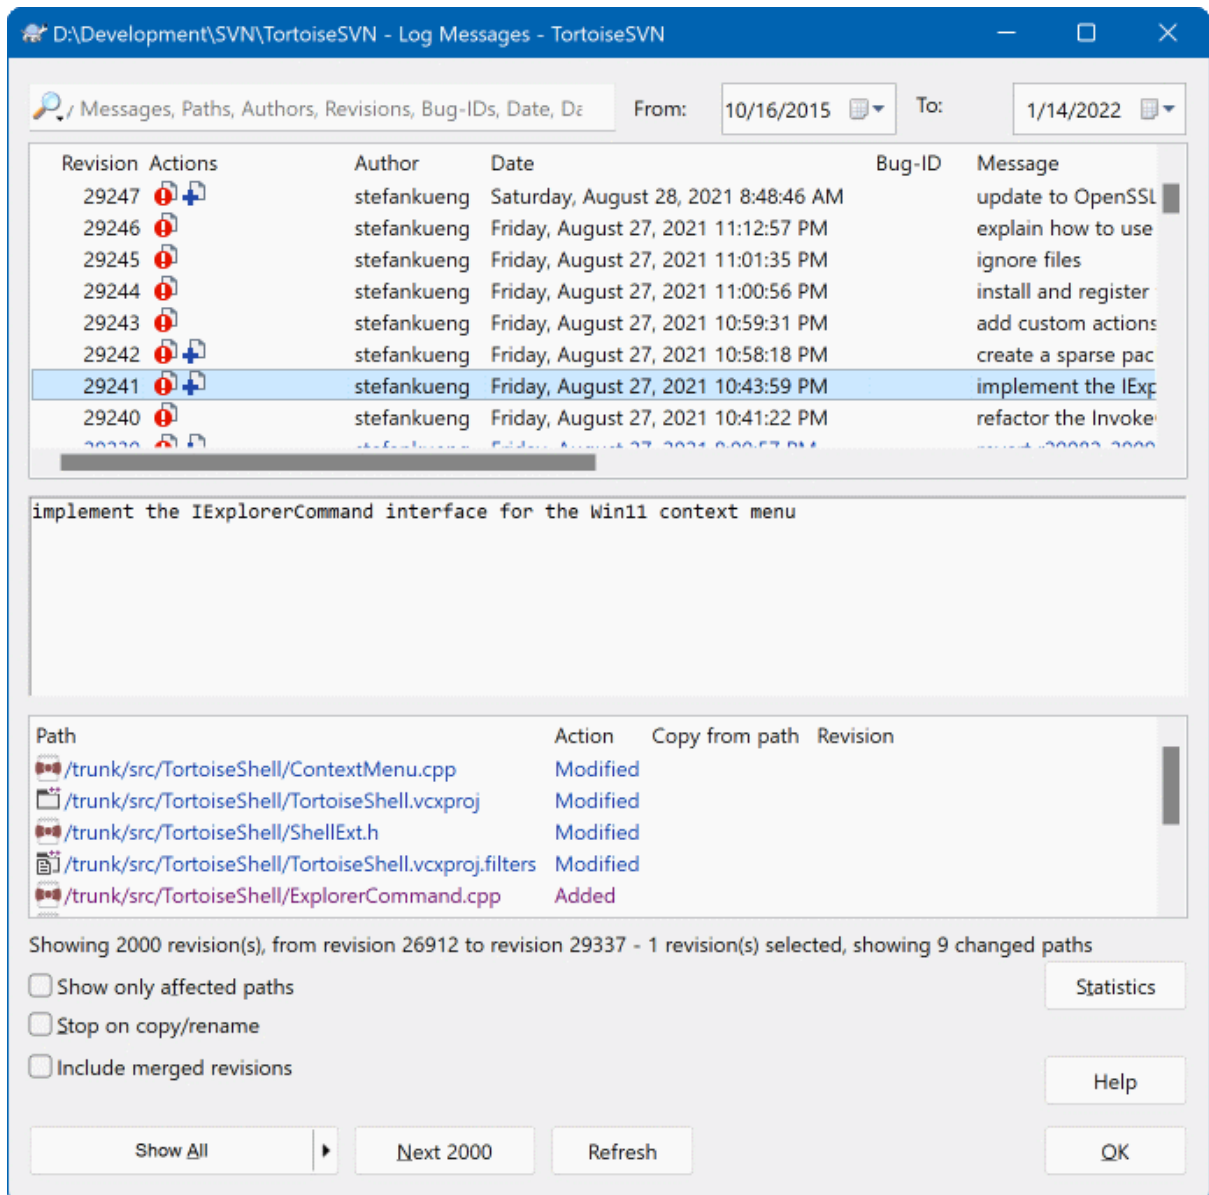 D:\Development\SVN\TortoiseSVN - Log Messages - TortoiseSVN
Messages, Paths, Authors, Revisions, Bug-IDs, Date, Da From: 10/16/2015 To: 1/14/2022
Revision Actions Author Date Bug-ID Message
29247 stefankueng Saturday, August 28, 2021 8:48:46 AM update to OpenSSL
29246 stefankueng Friday, August 27, 2021 11:12:57 PM explain how to use
29245 stefankueng Friday, August 27, 2021 11:01:35 PM ignore files
29244 stefankueng Friday, August 27, 2021 11:00:56 PM install and register
29243 stefankueng Friday, August 27, 2021 10:59:31 PM add custom actions
29242 stefankueng Friday, August 27, 2021 10:58:18 PM create a sparse pac
29241 stefankueng Friday, August 27, 2021 10:43:59 PM implement the IExp
29240 stefankueng Friday, August 27, 2021 10:41:22 PM refactor the Invoke
implement the IExplorerCommand interface for the Win11 context menu
Path Action Copy from path Revision
/trunk/src/TortoiseShell/ContextMenu.cpp Modified
/trunk/src/TortoiseShell/TortoiseShell.vcxproj Modified
/trunk/src/TortoiseShell/ShellExt.h Modified
/trunk/src/TortoiseShell/TortoiseShell.vcxproj.filters Modified
/trunk/src/TortoiseShell/ExplorerCommand.cpp Added
Showing 2000 revision(s), from revision 26912 to revision 29337 - 1 revision(s) selected, showing 9 changed paths
Show only affected paths Statistics
Stop on copy/rename
Include merged revisions
Help
Show All Next 2000 Refresh OK